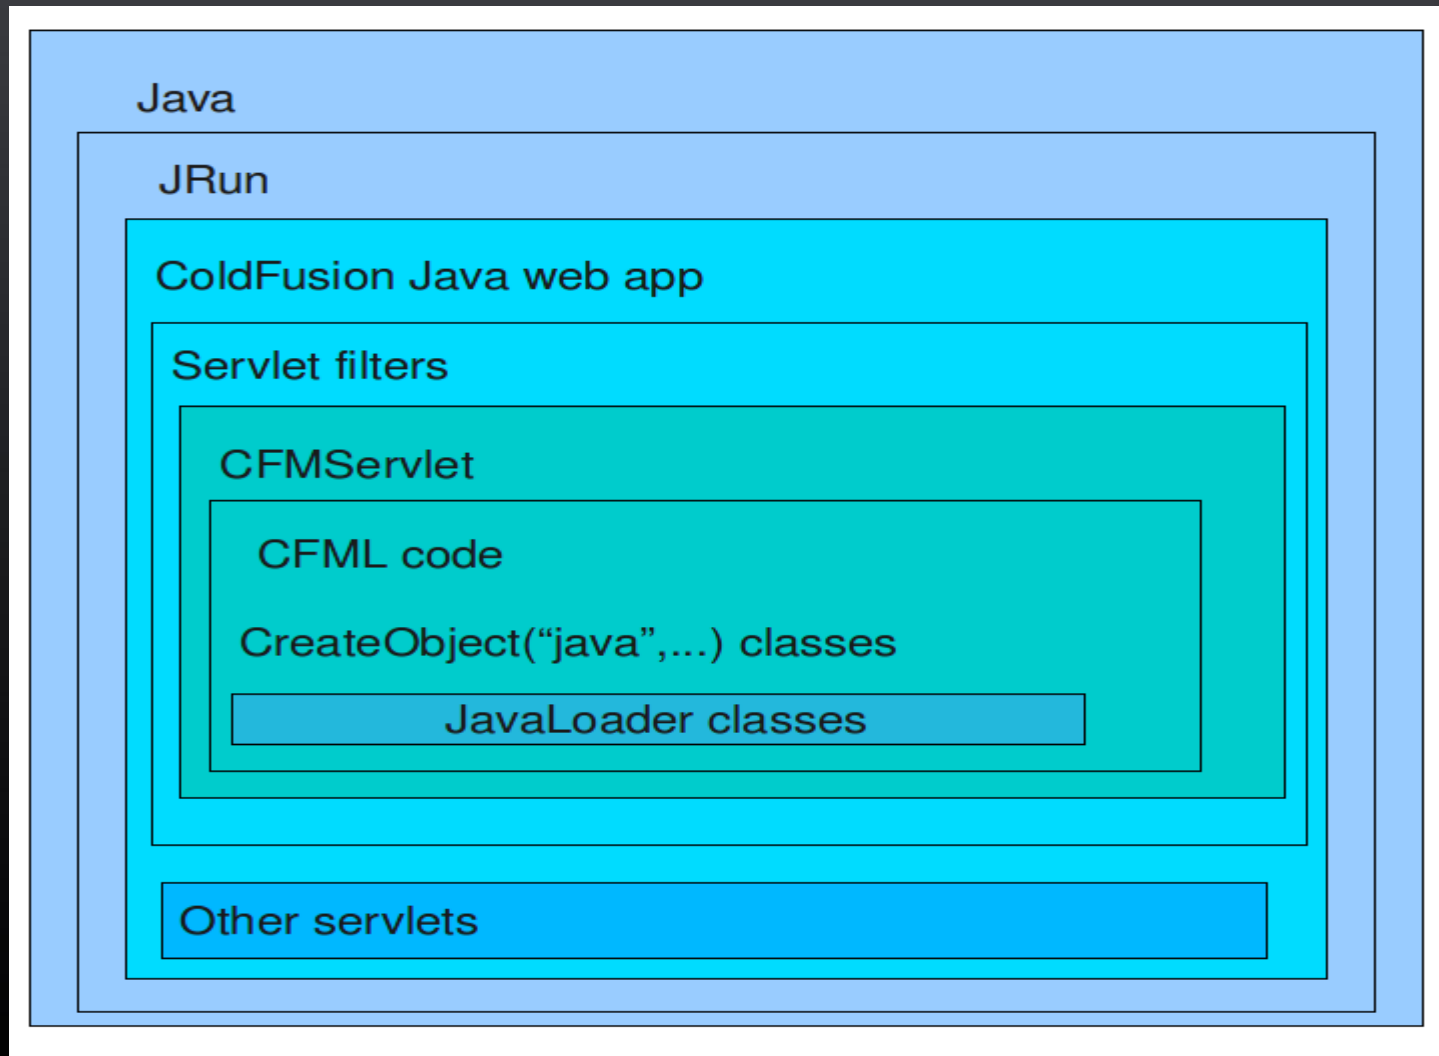 Java
JRun
ColdFusion Java web app
Servlet filters
CFMServlet
CFML code
CreateObject(“java”,...) classes
JavaLoader classes
Other servlets